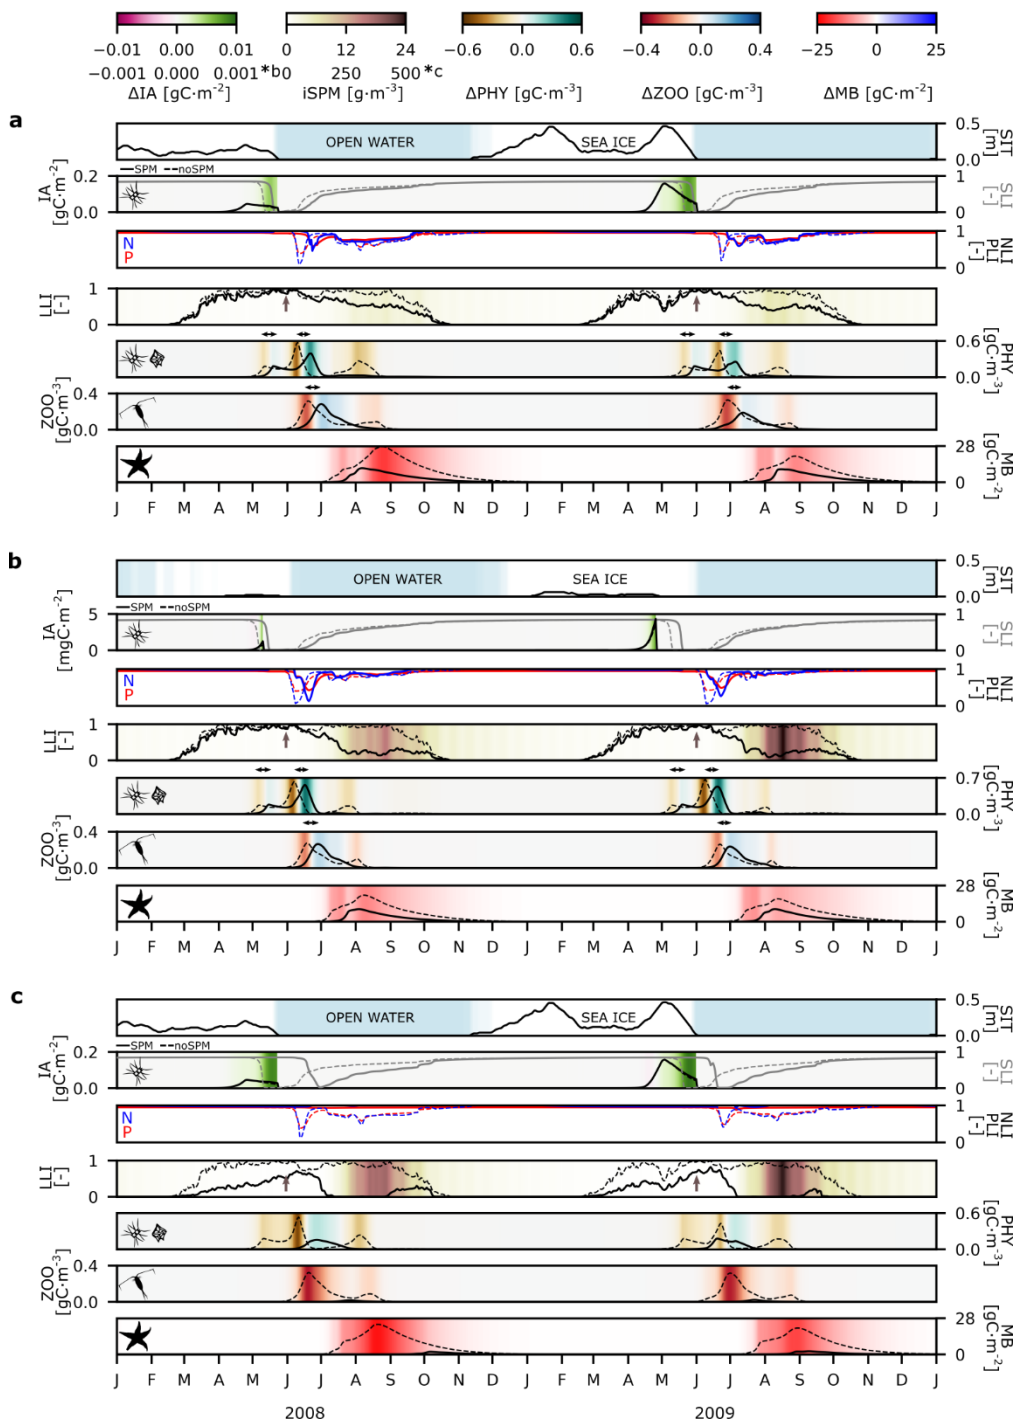 −0.01 0.00 0.01 0 12 24 −0.6 0.0 0.6 −0.4 0.0 0.4 −25 0 25
−0.001 0.000 0.001*b 0 250 500*c
ΔIA [gC·m−2] iSPM [g·m−3] ΔPHY [gC·m−3] ΔZOO [gC·m−3] ΔMB [gC·m−2]
a
OPEN WATER SEA ICE 0.5 0.0 SIT [m]
SPM noSPM
IA [gC·m−2] 0.2 0.0 1 0 SLI [-]
N P 1 0 NLI PLI [-]
LLI [-] 1 0
0.6 0.0 PHY [gC·m−3]
ZOO [gC·m−3] 0.4 0.0
28 0 MB [gC·m−2]
J F M A M J J A S O N D J F M A M J J A S O N D J
b
OPEN WATER SEA ICE 0.5 0.0 SIT [m]
SPM noSPM
IA [mgC·m−2] 5 0 1 0 SLI [-]
N P 1 0 NLI PLI [-]
LLI [-] 1 0
0.7 0.0 PHY [gC·m−3]
ZOO [gC·m−3] 0.4 0.0
28 0 MB [gC·m−2]
J F M A M J J A S O N D J F M A M J J A S O N D J
c
OPEN WATER SEA ICE 0.5 0.0 SIT [m]
SPM noSPM
IA [gC·m−2] 0.2 0.0 1 0 SLI [-]
N P 1 0 NLI PLI [-]
LLI [-] 1 0
0.6 0.0 PHY [gC·m−3]
ZOO [gC·m−3] 0.4 0.0
28 0 MB [gC·m−2]
J F M A M J J A S O N D J F M A M J J A S O N D J
2008 2009